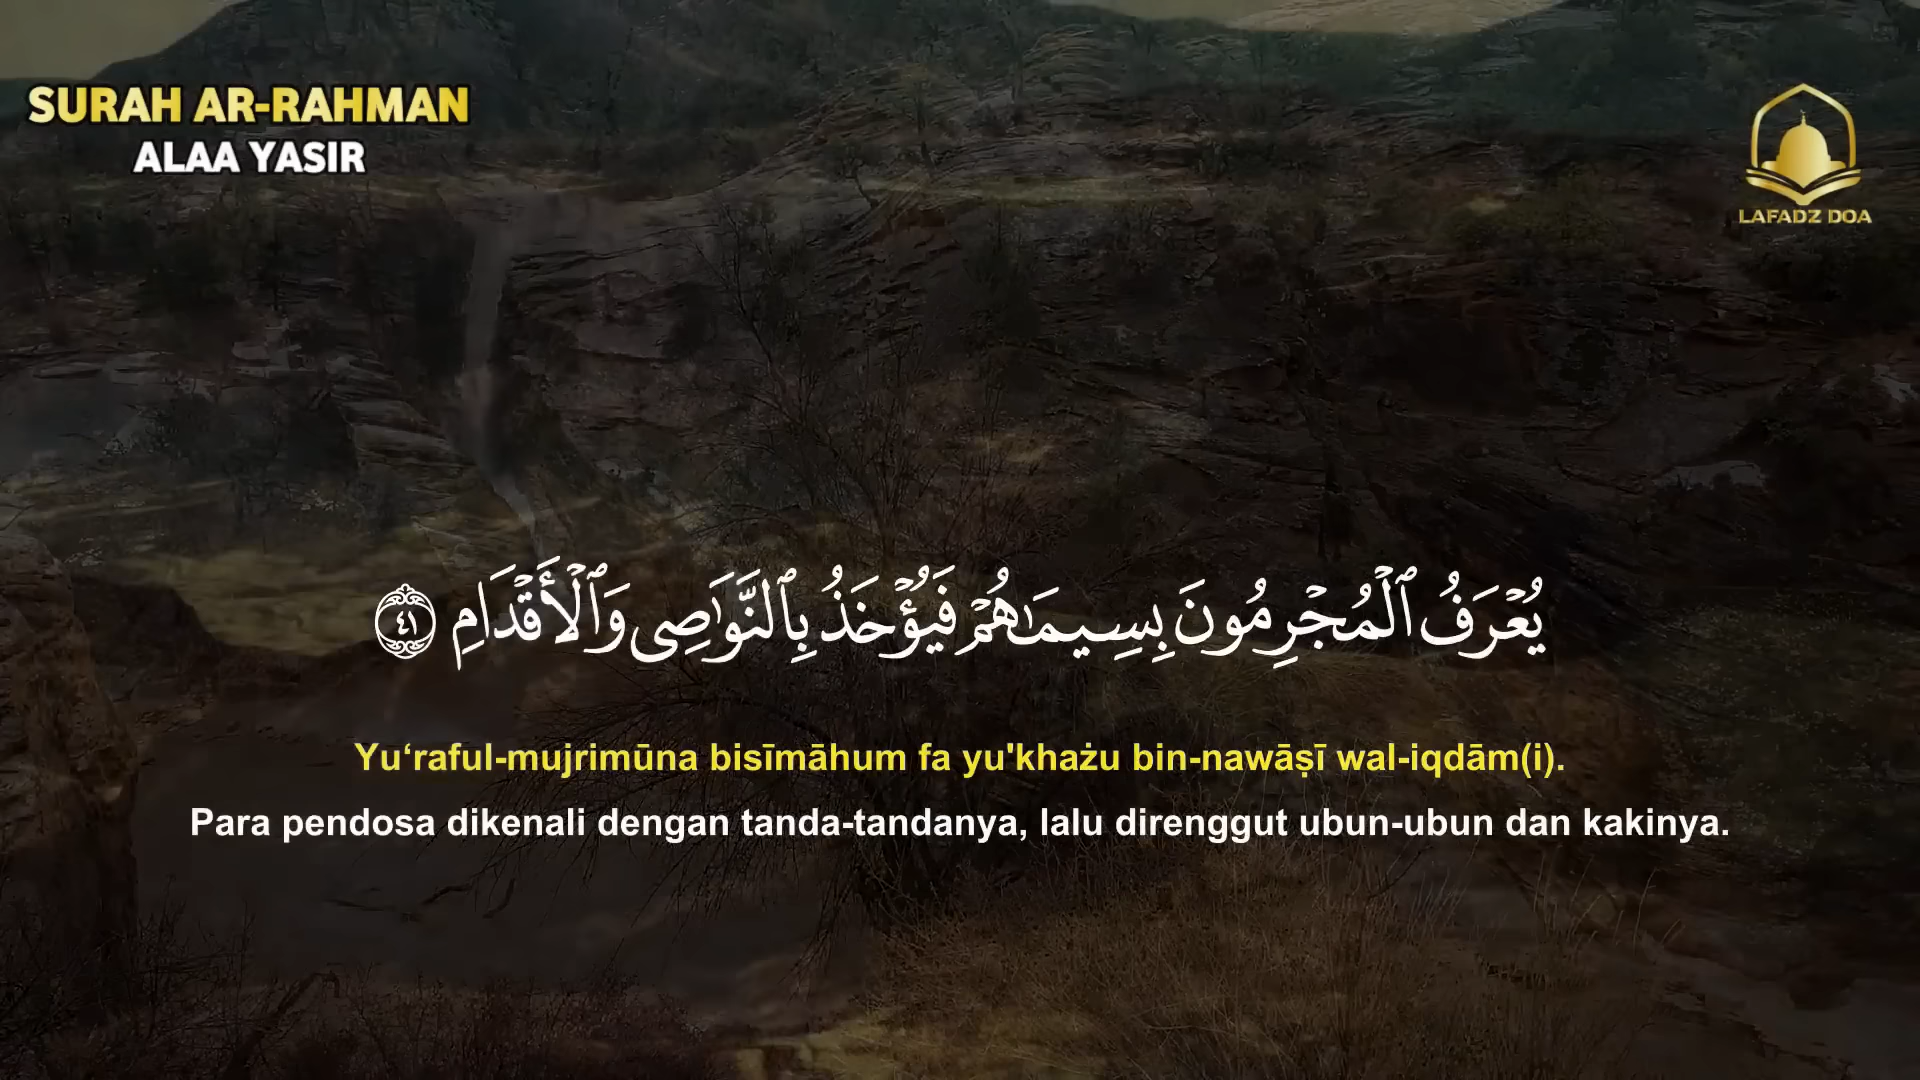 SURAH AR-RAHMAN
ALAA YASIR
LAFADZ DOA
يُعْرَفُ ٱلْمُجْرِمُونَ بِسِيمَـٰهُمْ فَيُؤْخَذُ بِٱلنَّوَٰصِى وَٱلْأَقْدَامِ ٤١
Yu‘raful-mujrimūna bisīmāhum fa yu'khażu bin-nawāṣī wal-iqdām(i).
Para pendosa dikenali dengan tanda-tandanya, lalu direnggut ubun-ubun dan kakinya.